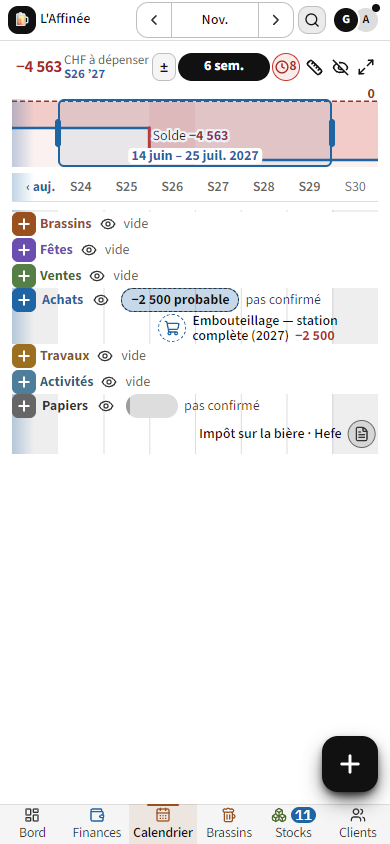 L'Affinée
Nov.
G
A
−4 563 CHF à dépenser
S26 '27
±
6 sem.
8
0
Solde −4 563
14 juin – 25 juil. 2027
‹ auj. S24 S25 S26 S27 S28 S29 S30
Brassins vide
Fêtes vide
Ventes vide
Achats −2 500 probable pas confirmé
Embouteillage — station
complète (2027) −2 500
Travaux vide
Activités vide
Papiers pas confirmé
Impôt sur la bière · Hefe
Bord Finances Calendrier Brassins Stocks 11 Clients